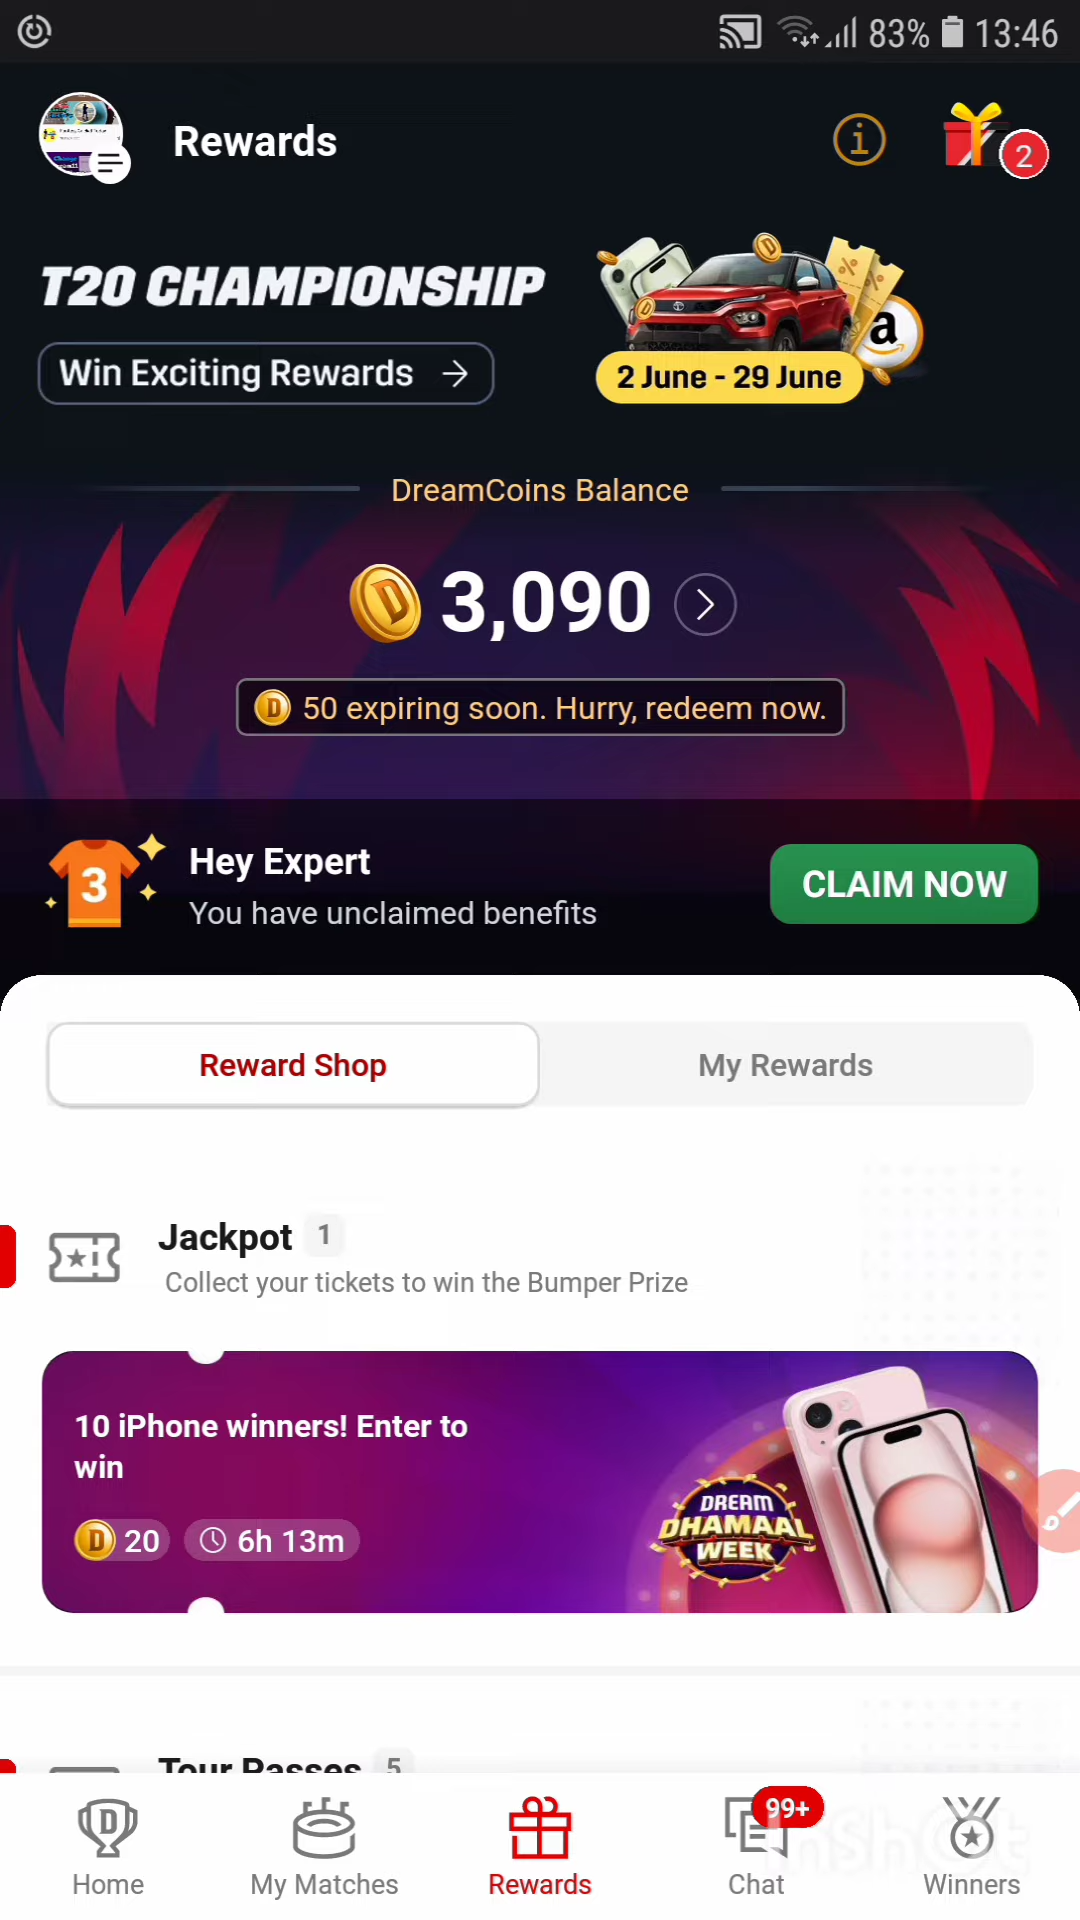 83% 13:46
Rewards
2
T20 CHAMPIONSHIP
Win Exciting Rewards
2 June - 29 June
a
DreamCoins Balance
3,090
50 expiring soon. Hurry, redeem now.
3
Hey Expert
You have unclaimed benefits
CLAIM NOW
Reward Shop
My Rewards
Jackpot 1
Collect your tickets to win the Bumper Prize
10 iPhone winners! Enter to
win
D 20 6h 13m
DREAM
DHAMAAL
WEEK
Tour Passes 5
99+
InShOt
Home
My Matches
Rewards
Chat
Winners